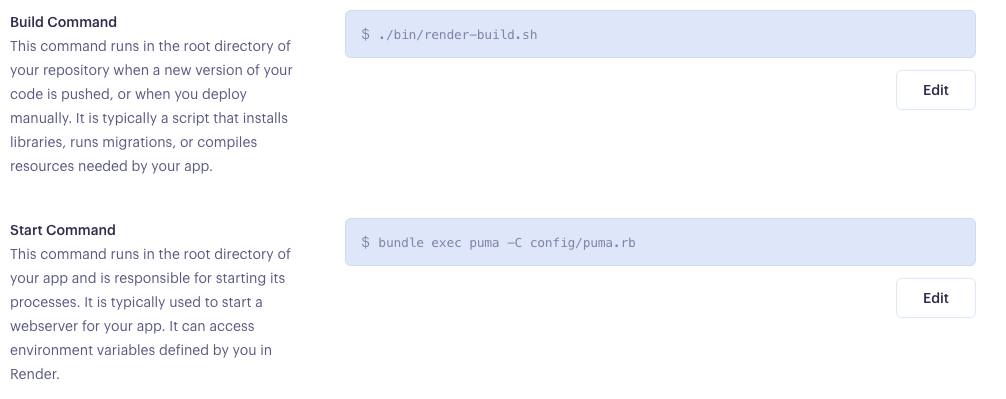 Build Command
This command runs in the root directory of
your repository when a new version of your
code is pushed, or when you deploy
manually. It is typically a script that installs
libraries, runs migrations, or compiles
resources needed by your app.
$ ./bin/render-build.sh
Edit
Start Command
This command runs in the root directory of
your app and is responsible for starting its
processes. It is typically used to start a
webserver for your app. It can access
environment variables defined by you in
Render.
$ bundle exec puma -C config/puma.rb
Edit